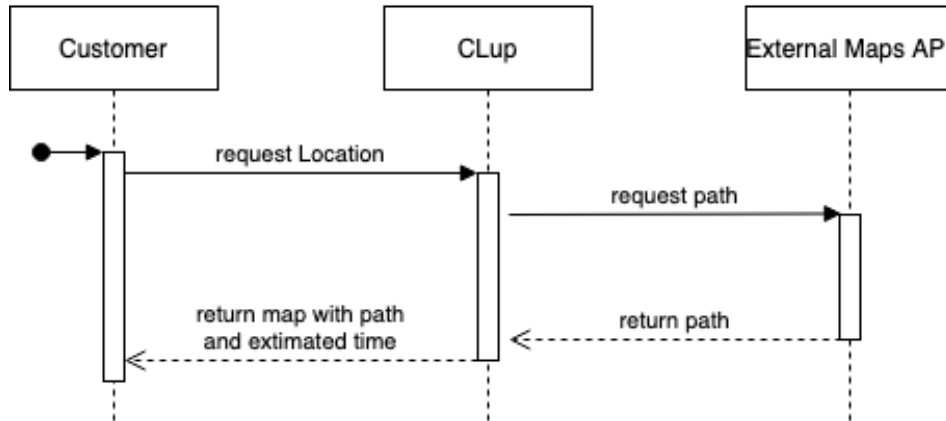 Customer
CLup
External Maps AP
request Location
request path
return map with path
and extimated time
return path